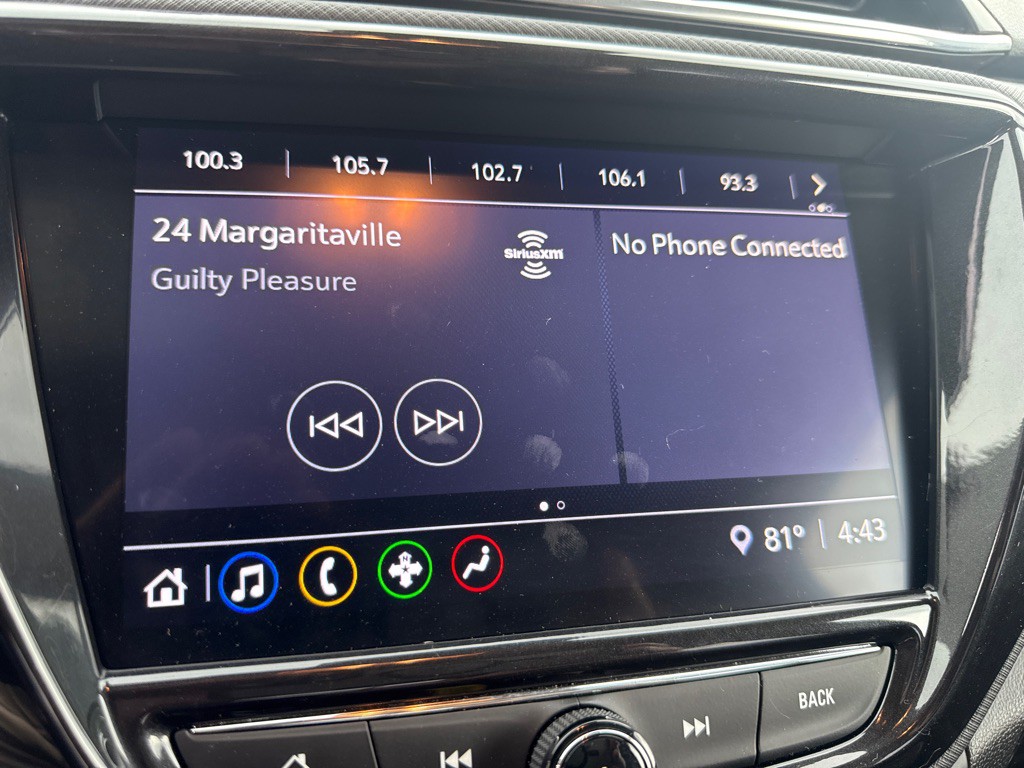 100.3 | 105.7 | 102.7 | 106.1 | 93.3 |
24 Margaritaville
Guilty Pleasure
SiriusXM
No Phone Connected
N
81° | 4:43
BACK